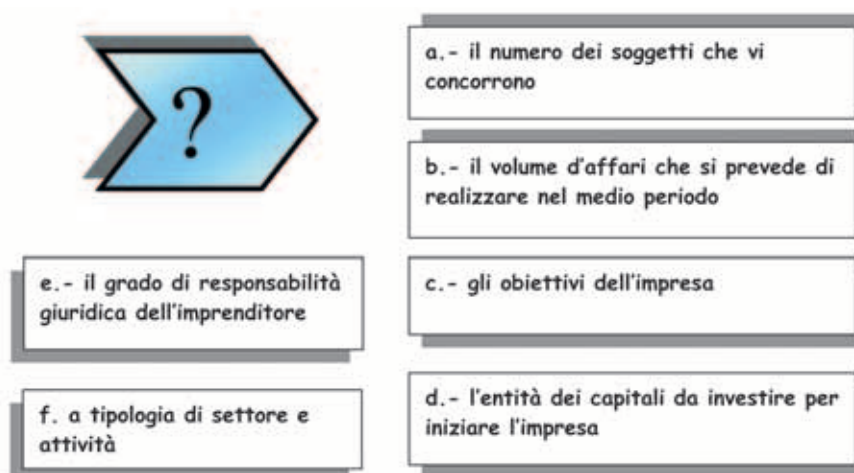 ?
a.- il numero dei soggetti che vi
concorrono
b.- il volume d'affari che si prevede di
realizzare nel medio periodo
c.- gli obiettivi dell'impresa
d.- l'entità dei capitali da investire per
iniziare l'impresa
e.- il grado di responsabilità
giuridica dell'imprenditore
f. a tipologia di settore e
attività